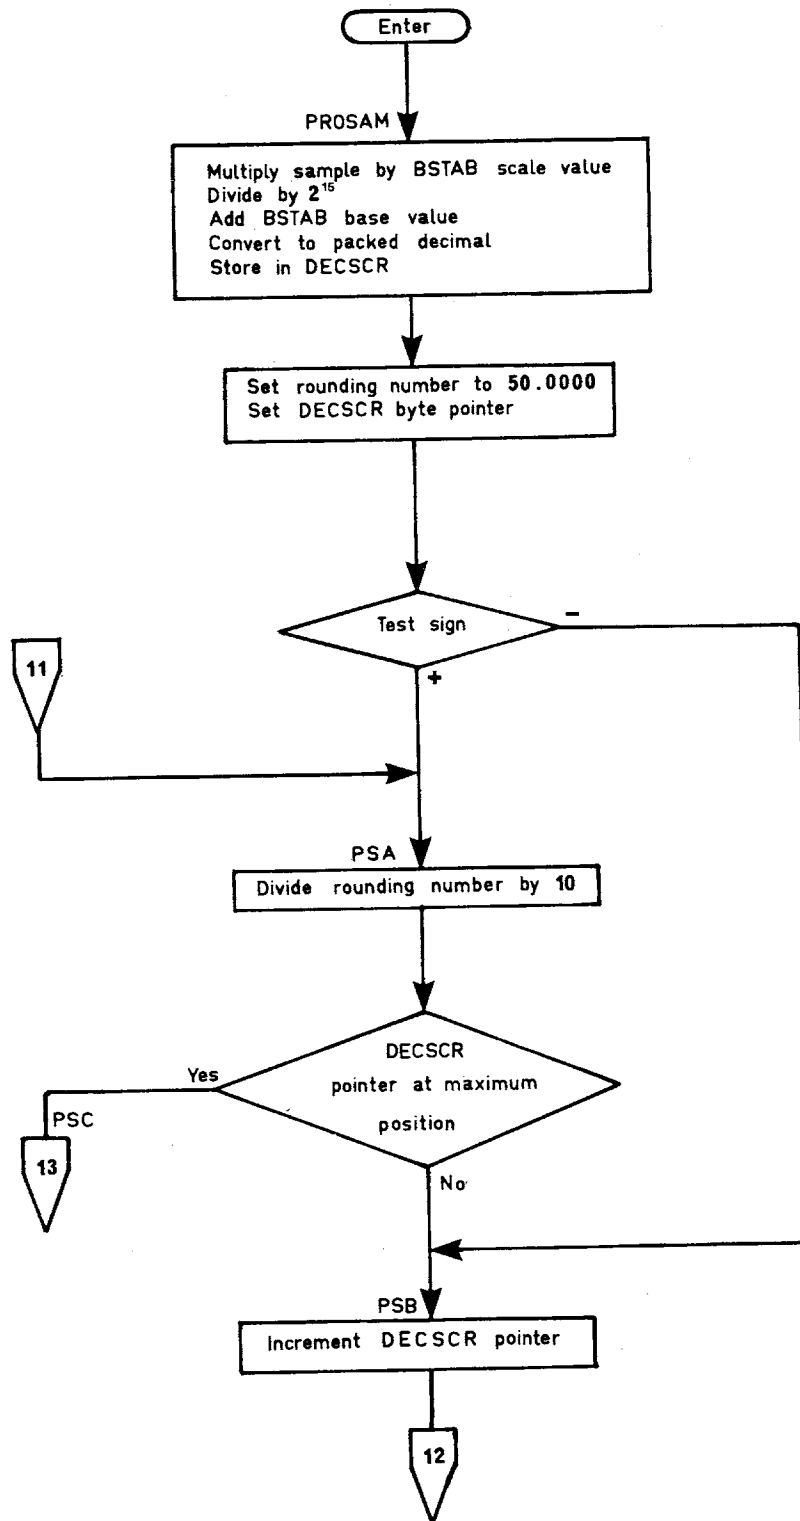 Enter
PROSAM
Multiply sample by BSTAB scale value
Divide by 2¹⁵
Add BSTAB base value
Convert to packed decimal
Store in DECSCR
Set rounding number to 50.0000
Set DECSCR byte pointer
Test sign
-
+
11
PSA
Divide rounding number by 10
DECSCR
pointer at maximum
position
Yes
PSC
13
No
PSB
Increment DECSCR pointer
12